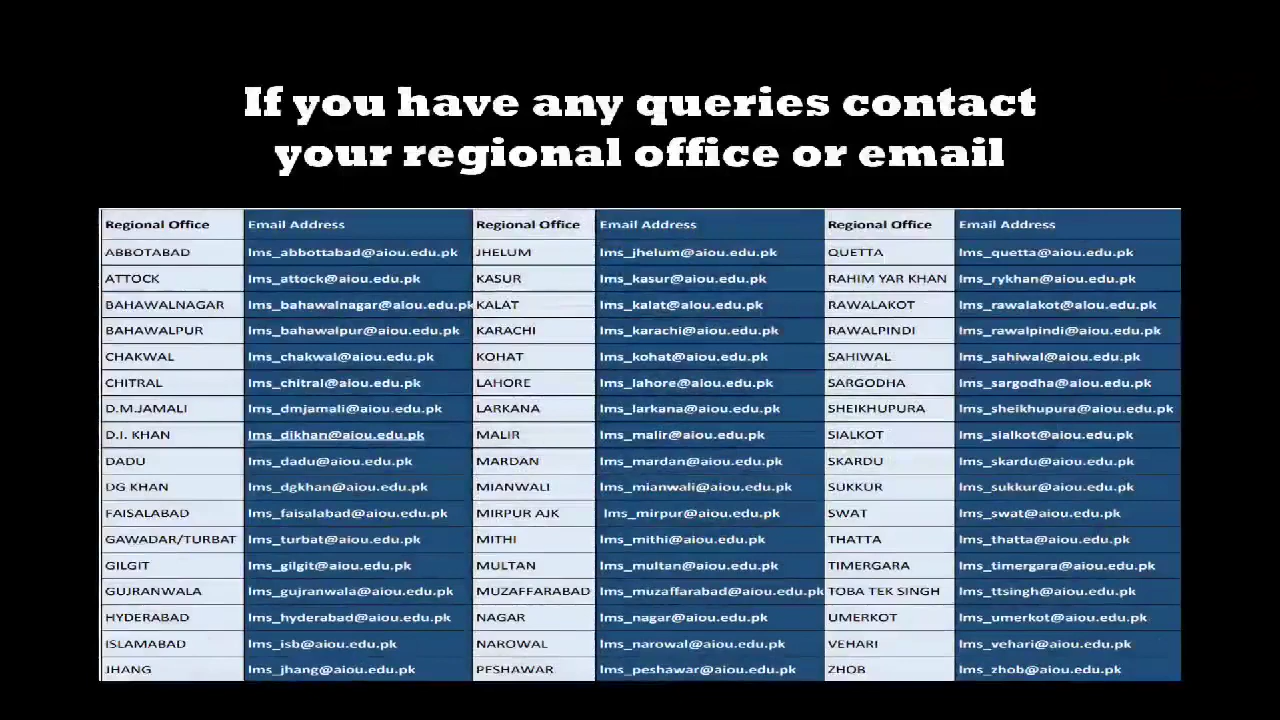 If you have any queries contact
your regional office or email
Regional Office Email Address Regional Office Email Address Regional Office Email Address
ABBOTABAD lms_abbottabad@aiou.edu.pk JHELUM lms_jhelum@aiou.edu.pk QUETTA lms_quetta@aiou.edu.pk
ATTOCK lms_attock@aiou.edu.pk KASUR lms_kasur@aiou.edu.pk RAHIM YAR KHAN lms_rykhan@aiou.edu.pk
BAHAWALNAGAR lms_bahawalnagar@aiou.edu.pk KALAT lms_kalat@aiou.edu.pk RAWALAKOT lms_rawalakot@aiou.edu.pk
BAHAWALPUR lms_bahawalpur@aiou.edu.pk KARACHI lms_karachi@aiou.edu.pk RAWALPINDI lms_rawalpindi@aiou.edu.pk
CHAKWAL lms_chakwal@aiou.edu.pk KOHAT lms_kohat@aiou.edu.pk SAHIWAL lms_sahiwal@aiou.edu.pk
CHITRAL lms_chitral@aiou.edu.pk LAHORE lms_lahore@aiou.edu.pk SARGODHA lms_sargodha@aiou.edu.pk
D.M.JAMALI lms_dmjamali@aiou.edu.pk LARKANA lms_larkana@aiou.edu.pk SHEIKHUPURA lms_sheikhupura@aiou.edu.pk
D.I. KHAN lms_dikhan@aiou.edu.pk MALIR lms_malir@aiou.edu.pk SIALKOT lms_sialkot@aiou.edu.pk
DADU lms_dadu@aiou.edu.pk MARDAN lms_mardan@aiou.edu.pk SKARDU lms_skardu@aiou.edu.pk
DG KHAN lms_dgkhan@aiou.edu.pk MIANWALI lms_mianwali@aiou.edu.pk SUKKUR lms_sukkur@aiou.edu.pk
FAISALABAD lms_faisalabad@aiou.edu.pk MIRPUR AJK lms_mirpur@aiou.edu.pk SWAT lms_swat@aiou.edu.pk
GAWADAR/TURBAT lms_turbat@aiou.edu.pk MITHI lms_mithi@aiou.edu.pk THATTA lms_thatta@aiou.edu.pk
GILGIT lms_gilgit@aiou.edu.pk MULTAN lms_multan@aiou.edu.pk TIMERGARA lms_timergara@aiou.edu.pk
GUJRANWALA lms_gujranwala@aiou.edu.pk MUZAFFARABAD lms_muzaffarabad@aiou.edu.pk TOBA TEK SINGH lms_ttsingh@aiou.edu.pk
HYDERABAD lms_hyderabad@aiou.edu.pk NAGAR lms_nagar@aiou.edu.pk UMERKOT lms_umerkot@aiou.edu.pk
ISLAMABAD lms_isb@aiou.edu.pk NAROWAL lms_narowal@aiou.edu.pk VEHARI lms_vehari@aiou.edu.pk
JHANG lms_jhang@aiou.edu.pk PESHAWAR lms_peshawar@aiou.edu.pk ZHOB lms_zhob@aiou.edu.pk